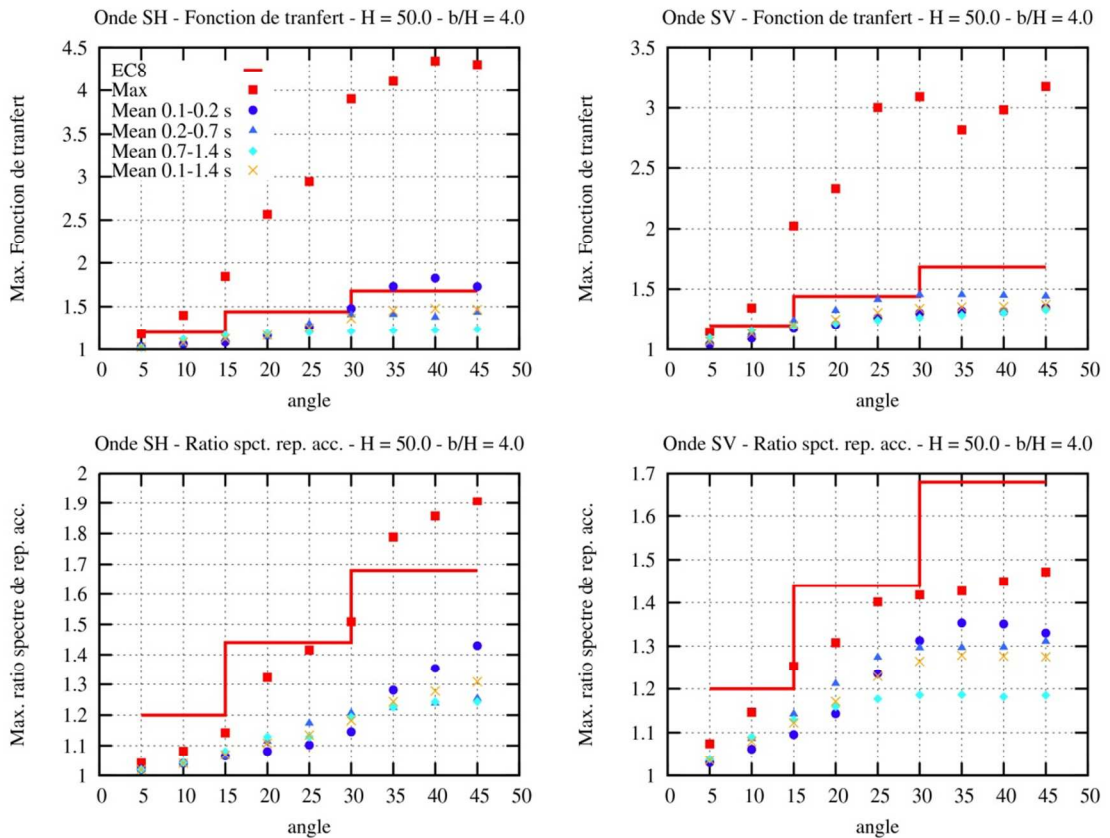 Onde SH - Fonction de tranfert - H = 50.0 - b/H = 4.0
Max. Fonction de tranfert
4.5
4
3.5
3
2.5
2
1.5
1
EC8
Max
Mean 0.1-0.2 s
Mean 0.2-0.7 s
Mean 0.7-1.4 s
Mean 0.1-1.4 s
0 5 10 15 20 25 30 35 40 45 50
angle
Onde SV - Fonction de tranfert - H = 50.0 - b/H = 4.0
Max. Fonction de tranfert
3.5
3
2.5
2
1.5
1
0 5 10 15 20 25 30 35 40 45 50
angle
Onde SH - Ratio spct. rep. acc. - H = 50.0 - b/H = 4.0
Max. ratio spectre de rep. acc.
2
1.9
1.8
1.7
1.6
1.5
1.4
1.3
1.2
1.1
1
0 5 10 15 20 25 30 35 40 45 50
angle
Onde SV - Ratio spct. rep. acc. - H = 50.0 - b/H = 4.0
Max. ratio spectre de rep. acc.
1.7
1.6
1.5
1.4
1.3
1.2
1.1
1
0 5 10 15 20 25 30 35 40 45 50
angle